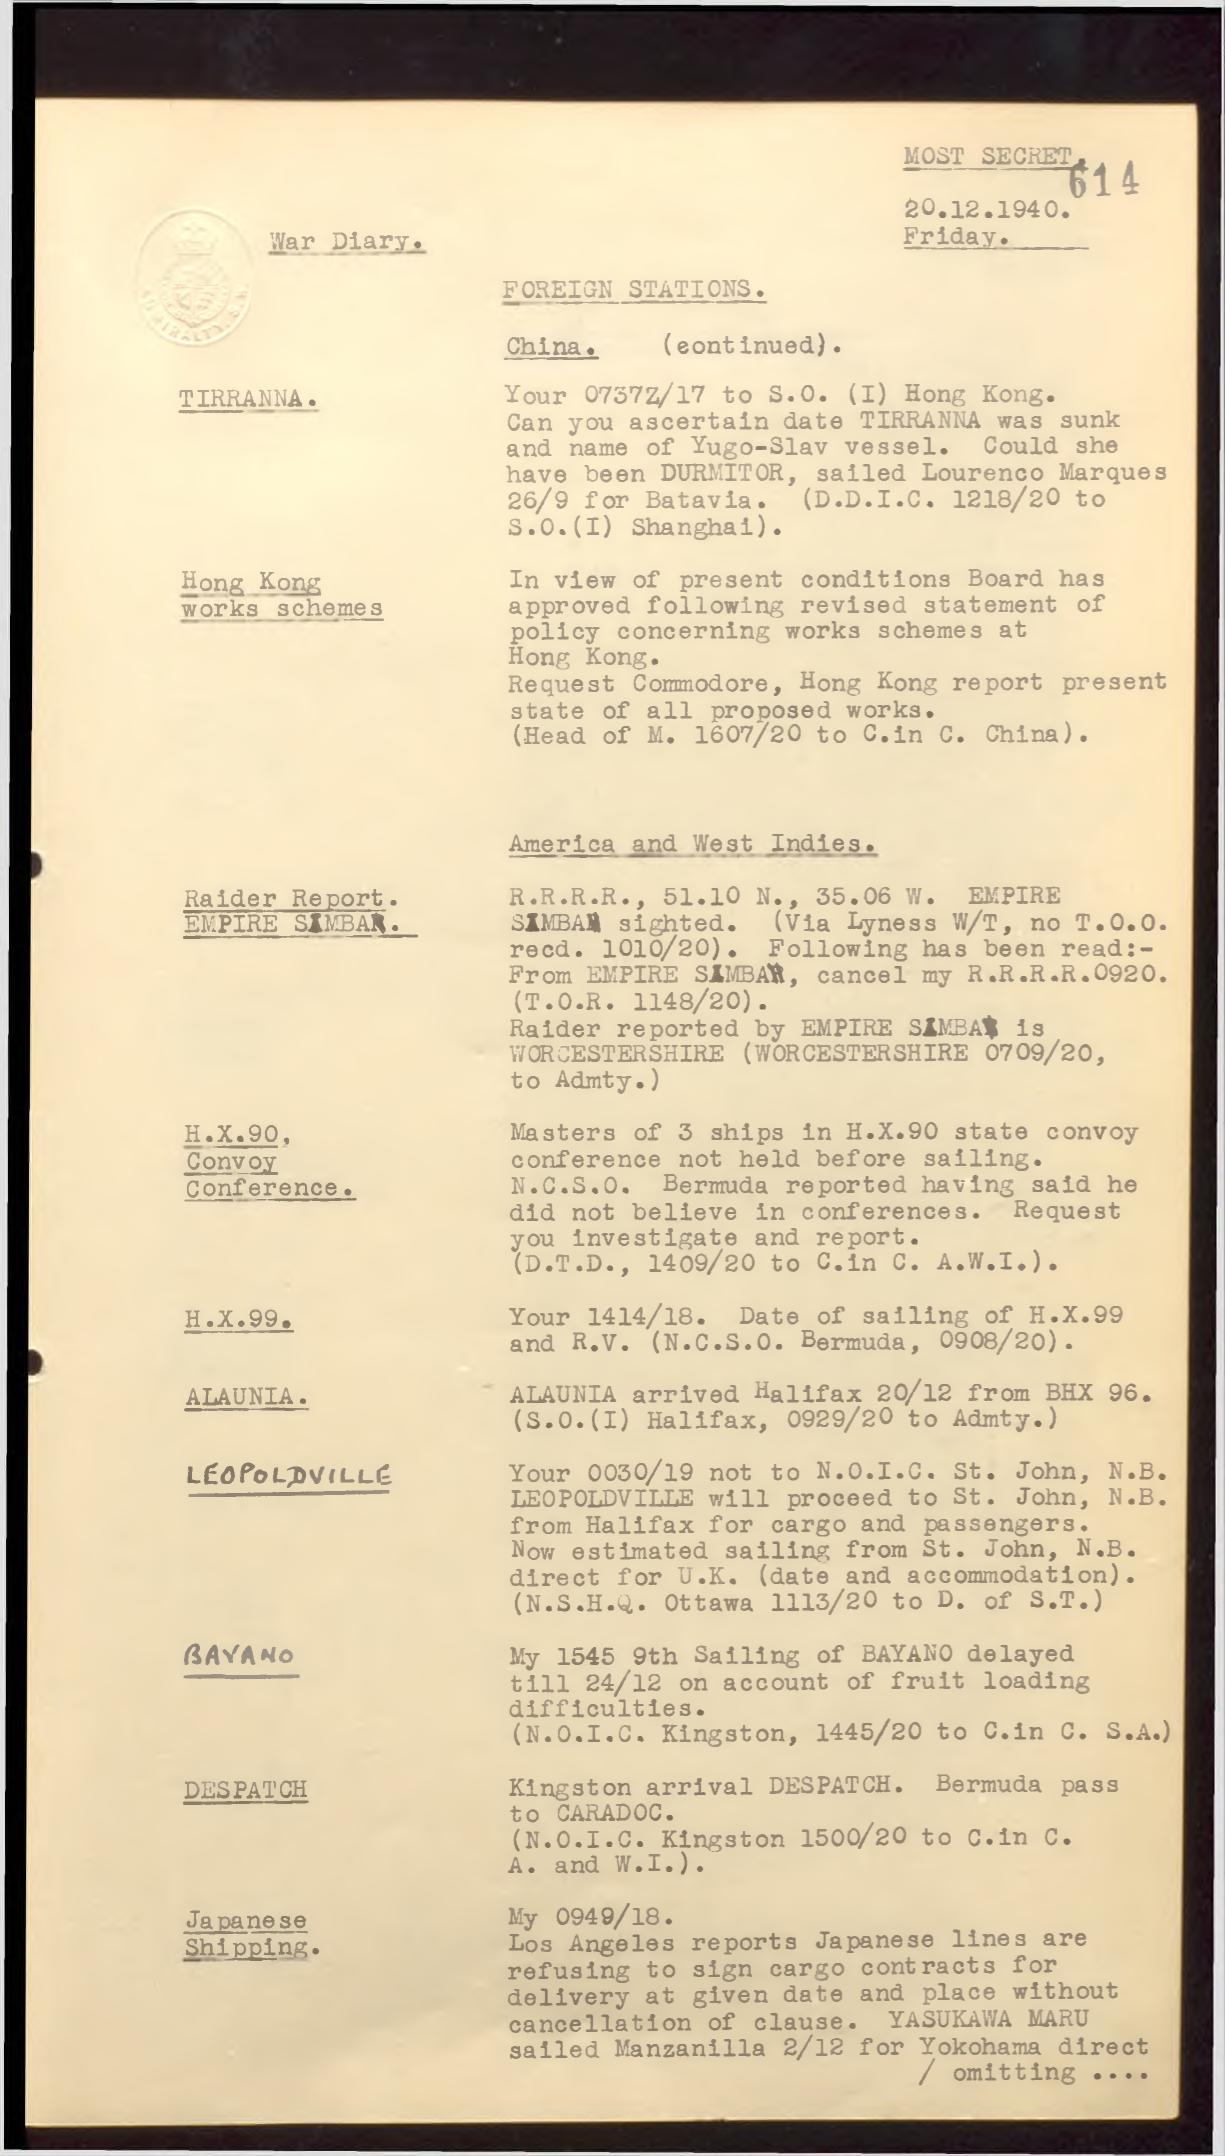 MOST SECRET.
614
20.12.1940.
Friday.
War Diary.
FOREIGN STATIONS.
China. (eontinued).
TIRRANNA.
Your 0737Z/17 to S.O. (I) Hong Kong.
Can you ascertain date TIRRANNA was sunk
and name of Yugo-Slav vessel. Could she
have been DURMITOR, sailed Lourenco Marques
26/9 for Batavia. (D.D.I.C. 1218/20 to
S.O.(I) Shanghai).
Hong Kong
works schemes
In view of present conditions Board has
approved following revised statement of
policy concerning works schemes at
Hong Kong.
Request Commodore, Hong Kong report present
state of all proposed works.
(Head of M. 1607/20 to C.in C. China).
America and West Indies.
Raider Report.
EMPIRE SIMBAR.
R.R.R.R., 51.10 N., 35.06 W. EMPIRE
SIMBAR sighted. (Via Lyness W/T, no T.O.O.
recd. 1010/20). Following has been read:-
From EMPIRE SIMBAR, cancel my R.R.R.R.0920.
(T.O.R. 1148/20).
Raider reported by EMPIRE SIMBAR is
WORCESTERSHIRE (WORCESTERSHIRE 0709/20,
to Admty.)
H.X.90,
Convoy
Conference.
Masters of 3 ships in H.X.90 state convoy
conference not held before sailing.
N.C.S.O. Bermuda reported having said he
did not believe in conferences. Request
you investigate and report.
(D.T.D., 1409/20 to C.in C. A.W.I.).
H.X.99.
Your 1414/18. Date of sailing of H.X.99
and R.V. (N.C.S.O. Bermuda, 0908/20).
ALAUNIA.
ALAUNIA arrived Halifax 20/12 from BHX 96.
(S.O.(I) Halifax, 0929/20 to Admty.)
LEOPOLDVILLE
Your 0030/19 not to N.O.I.C. St. John, N.B.
LEOPOLDVILLE will proceed to St. John, N.B.
from Halifax for cargo and passengers.
Now estimated sailing from St. John, N.B.
direct for U.K. (date and accommodation).
(N.S.H.Q. Ottawa 1113/20 to D. of S.T.)
BAYANO
My 1545 9th Sailing of BAYANO delayed
till 24/12 on account of fruit loading
difficulties.
(N.O.I.C. Kingston, 1445/20 to C.in C. S.A.)
DESPATCH
Kingston arrival DESPATCH. Bermuda pass
to CARADOC.
(N.O.I.C. Kingston 1500/20 to C.in C.
A. and W.I.).
Japanese
Shipping.
My 0949/18.
Los Angeles reports Japanese lines are
refusing to sign cargo contracts for
delivery at given date and place without
cancellation of clause. YASUKAWA MARU
sailed Manzanilla 2/12 for Yokohama direct
/ omitting ....